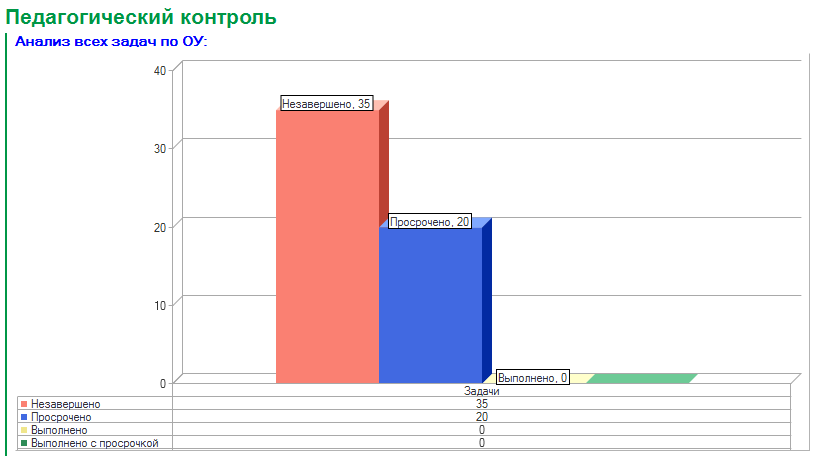 Педагогический контроль
Анализ всех задач по ОУ:
40
Незавершено, 35
30
Просрочено, 20
20
10
Выполнено, 0
0
Задачи
Незавершено 35
Просрочено 20
Выполнено 0
Выполнено с просрочкой 0